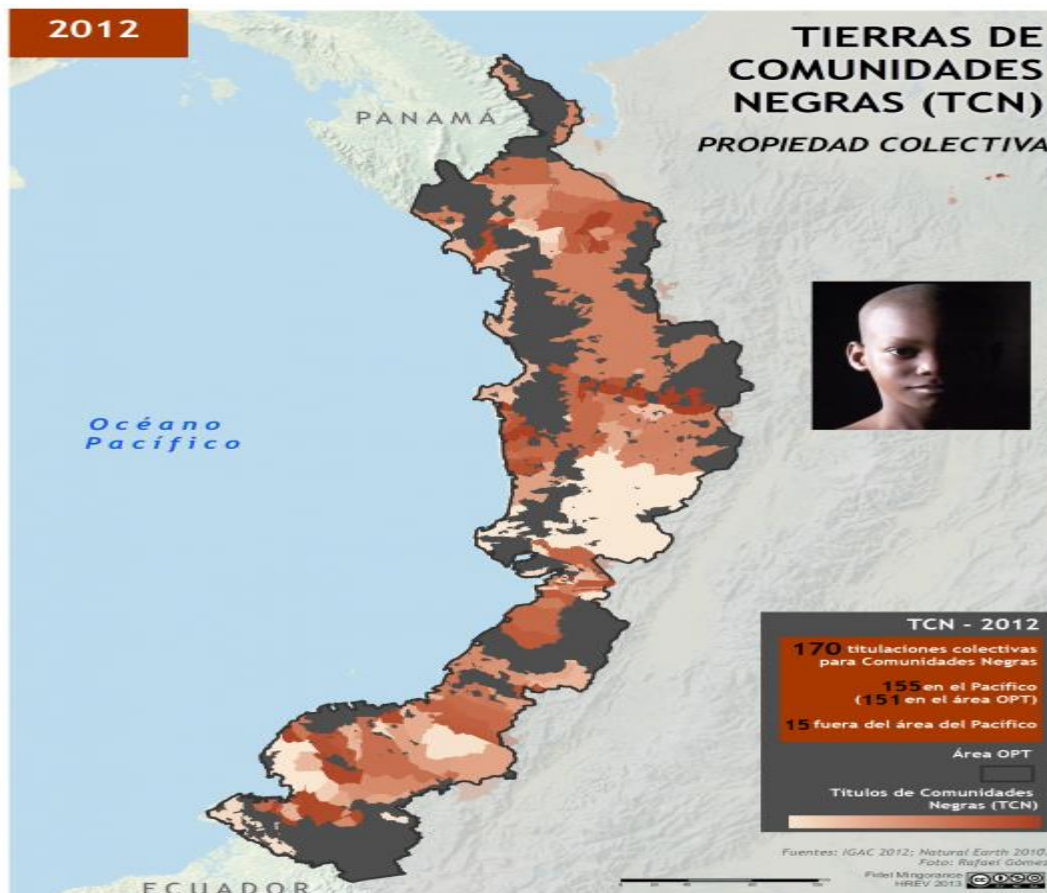 2012
TIERRAS DE
COMUNIDADES
NEGRAS (TCN)
PROPIEDAD COLECTIVA
PANAMÁ
Océano
Pacífico
TCN - 2012
170 titulaciones colectivas
para Comunidades Negras
155 en el Pacífico
(151 en el área OPT)
15 fuera del área del Pacífico
Área OPT
Títulos de Comunidades
Negras (TCN)
Fuentes: IGAC 2012; Natural Earth 2010.
Foto: Rafael Gómez
Fidel Mingorance
HREV 2013
ECUADOR